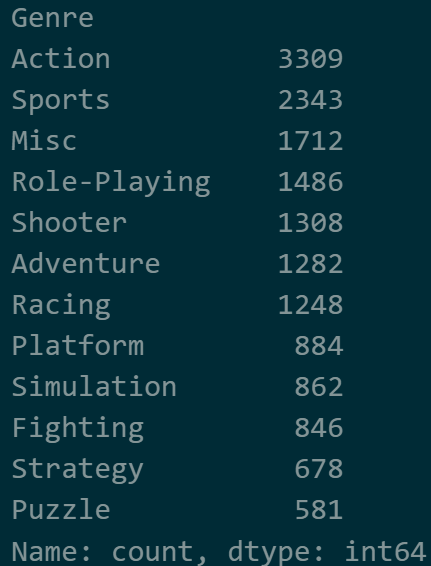 Genre
Action          3309
Sports          2343
Misc            1712
Role-Playing    1486
Shooter         1308
Adventure       1282
Racing          1248
Platform         884
Simulation       862
Fighting         846
Strategy         678
Puzzle           581
Name: count, dtype: int64